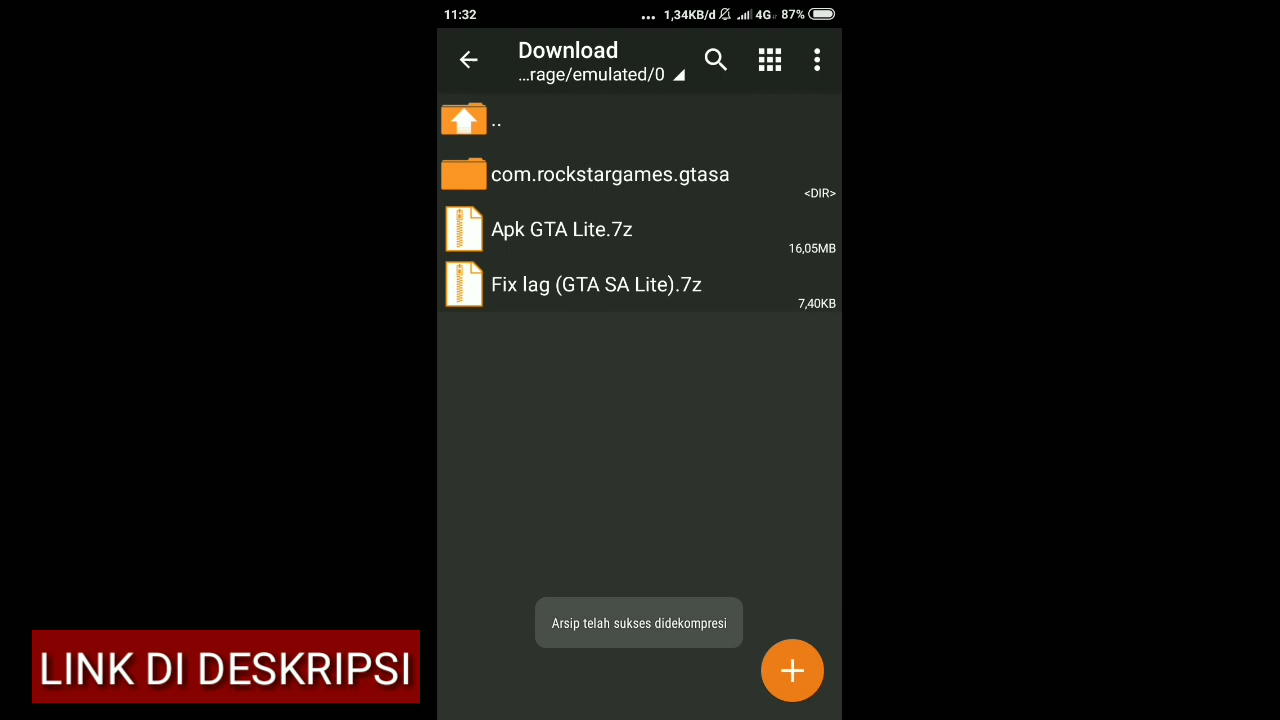 11:32
... 1,34KB/d 4G 87%
Download
...rage/emulated/0
..
com.rockstargames.gtasa
<DIR>
Apk GTA Lite.7z
16,05MB
Fix lag (GTA SA Lite).7z
7,40KB
Arsip telah sukses didekompresi
LINK DI DESKRIPSI